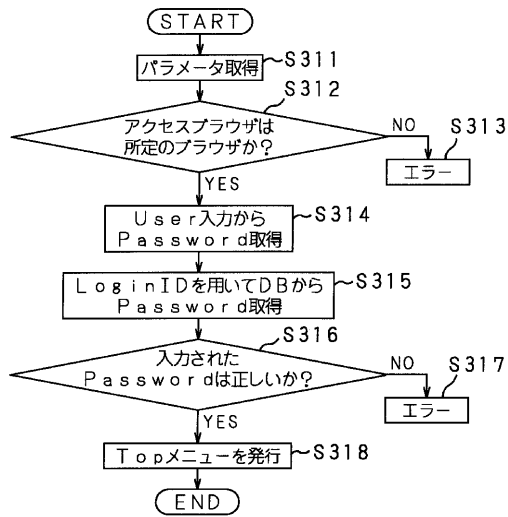 START
パラメータ取得
S311
S312
アクセスブラウザは
所定のブラウザか?
NO
S313
エラー
YES
User入力から
Password取得
S314
LoginIDを用いてDBから
Password取得
S315
S316
入力された
Passwordは正しいか?
NO
S317
エラー
YES
Topメニューを発行
S318
END